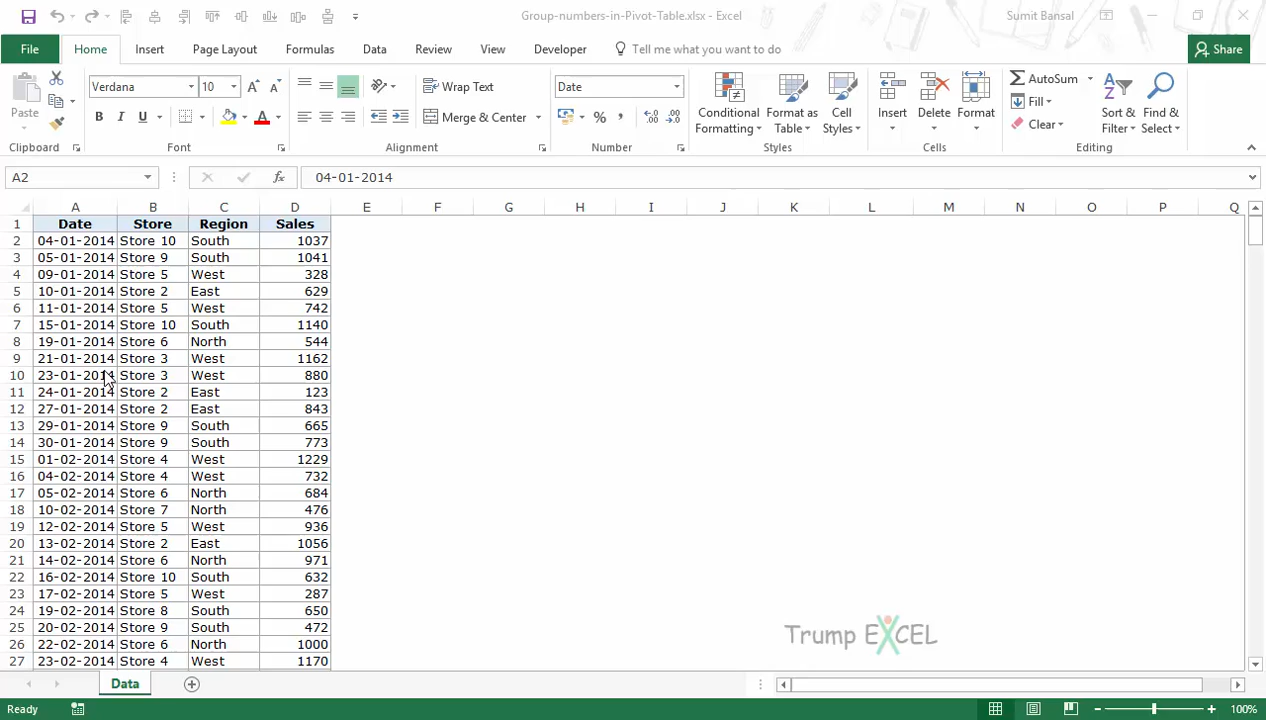 Group-numbers-in-Pivot-Table.xlsx - Excel
Sumit Bansal
File Home Insert Page Layout Formulas Data Review View Developer Tell me what you want to do Share
Paste
Clipboard
Verdana 10
B I U
A
Font
Wrap Text
Merge & Center
Alignment
Date
% ,
Number
Conditional Formatting
Format as Table
Cell Styles
Styles
Insert Delete Format
Cells
AutoSum
Fill
Clear
Sort & Filter
Find & Select
Editing
A2 fx 04-01-2014
A B C D E F G H I J K L M N O P Q
1 Date Store Region Sales
2 04-01-2014 Store 10 South 1037
3 05-01-2014 Store 9 South 1041
4 09-01-2014 Store 5 West 328
5 10-01-2014 Store 2 East 629
6 11-01-2014 Store 5 West 742
7 15-01-2014 Store 10 South 1140
8 19-01-2014 Store 6 North 544
9 21-01-2014 Store 3 West 1162
10 23-01-2014 Store 3 West 880
11 24-01-2014 Store 2 East 123
12 27-01-2014 Store 2 East 843
13 29-01-2014 Store 9 South 665
14 30-01-2014 Store 9 South 773
15 01-02-2014 Store 4 West 1229
16 04-02-2014 Store 4 West 732
17 05-02-2014 Store 6 North 684
18 10-02-2014 Store 7 North 476
19 12-02-2014 Store 5 West 936
20 13-02-2014 Store 2 East 1056
21 14-02-2014 Store 6 North 971
22 16-02-2014 Store 10 South 632
23 17-02-2014 Store 5 West 287
24 19-02-2014 Store 8 South 650
25 20-02-2014 Store 9 South 472
26 22-02-2014 Store 6 North 1000
27 23-02-2014 Store 4 West 1170
Trump EXCEL
Data
Ready
100%